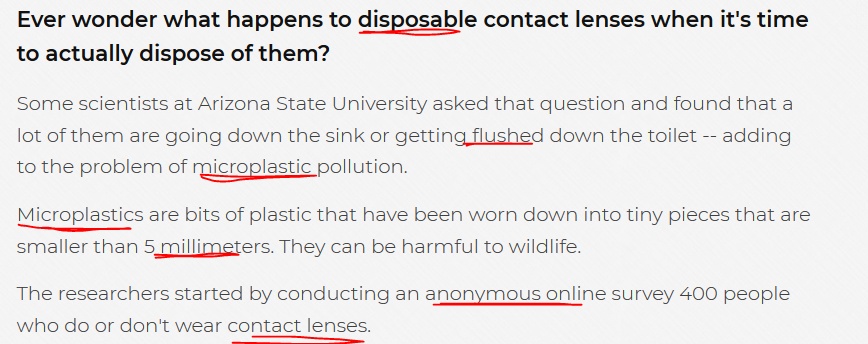 Ever wonder what happens to disposable contact lenses when it's time
to actually dispose of them?
Some scientists at Arizona State University asked that question and found that a
lot of them are going down the sink or getting flushed down the toilet -- adding
to the problem of microplastic pollution.
Microplastics are bits of plastic that have been worn down into tiny pieces that are
smaller than 5 millimeters. They can be harmful to wildlife.
The researchers started by conducting an anonymous online survey 400 people
who do or don't wear contact lenses.